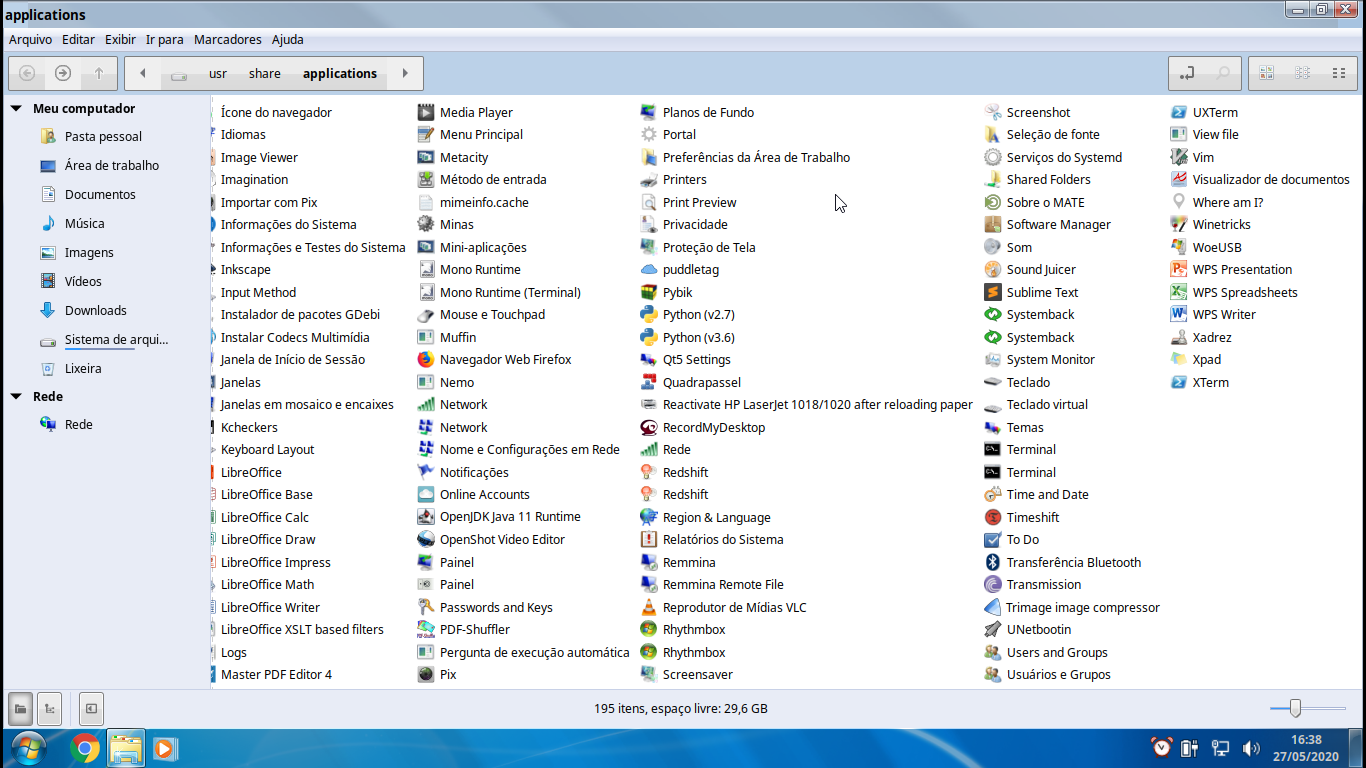 applications
Arquivo Editar Exibir Ir para Marcadores Ajuda
usr share applications
Meu computador
Pasta pessoal
Área de trabalho
Documentos
Música
Imagens
Vídeos
Downloads
Sistema de arqui...
Lixeira
Rede
Rede
Ícone do navegador
Idiomas
Image Viewer
Imagination
Importar com Pix
Informações do Sistema
Informações e Testes do Sistema
Inkscape
Input Method
Instalador de pacotes GDebi
Instalar Codecs Multimídia
Janela de Início de Sessão
Janelas
Janelas em mosaico e encaixes
Kcheckers
Keyboard Layout
LibreOffice
LibreOffice Base
LibreOffice Calc
LibreOffice Draw
LibreOffice Impress
LibreOffice Math
LibreOffice Writer
LibreOffice XSLT based filters
Logs
Master PDF Editor 4
Media Player
Menu Principal
Metacity
Método de entrada
mimeinfo.cache
Minas
Mini-aplicações
Mono Runtime
Mono Runtime (Terminal)
Mouse e Touchpad
Muffin
Navegador Web Firefox
Nemo
Network
Network
Nome e Configurações em Rede
Notificações
Online Accounts
OpenJDK Java 11 Runtime
OpenShot Video Editor
Painel
Painel
Passwords and Keys
PDF-Shuffler
Pergunta de execução automática
Pix
Planos de Fundo
Portal
Preferências da Área de Trabalho
Printers
Print Preview
Privacidade
Proteção de Tela
puddletag
Pybik
Python (v2.7)
Python (v3.6)
Qt5 Settings
Quadrapassel
Reactivate HP LaserJet 1018/1020 after reloading paper
RecordMyDesktop
Rede
Redshift
Redshift
Region & Language
Relatórios do Sistema
Remmina
Remmina Remote File
Reprodutor de Mídias VLC
Rhythmbox
Rhythmbox
Screensaver
Screenshot
Seleção de fonte
Serviços do Systemd
Shared Folders
Sobre o MATE
Software Manager
Som
Sound Juicer
Sublime Text
Systemback
Systemback
System Monitor
Teclado
Teclado virtual
Temas
Terminal
Terminal
Time and Date
Timeshift
To Do
Transferência Bluetooth
Transmission
Trimage image compressor
UNetbootin
Users and Groups
Usuários e Grupos
UXTerm
View file
Vim
Visualizador de documentos
Where am I?
Winetricks
WoeUSB
WPS Presentation
WPS Spreadsheets
WPS Writer
Xadrez
Xpad
XTerm
195 itens, espaço livre: 29,6 GB
16:38
27/05/2020